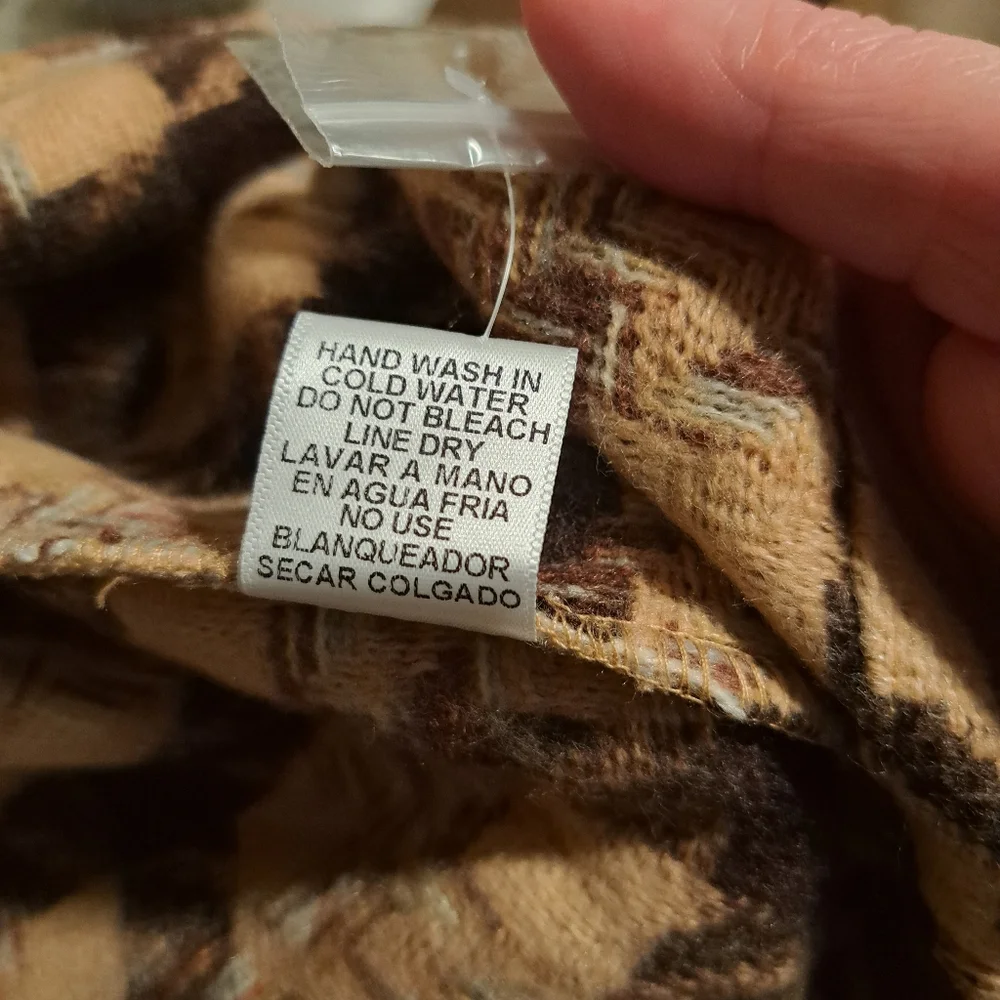 HAND WASH IN
COLD WATER
DO NOT BLEACH
LINE DRY
LAVAR A MANO
EN AGUA FRIA
NO USE
BLANQUEADOR
SECAR COLGADO